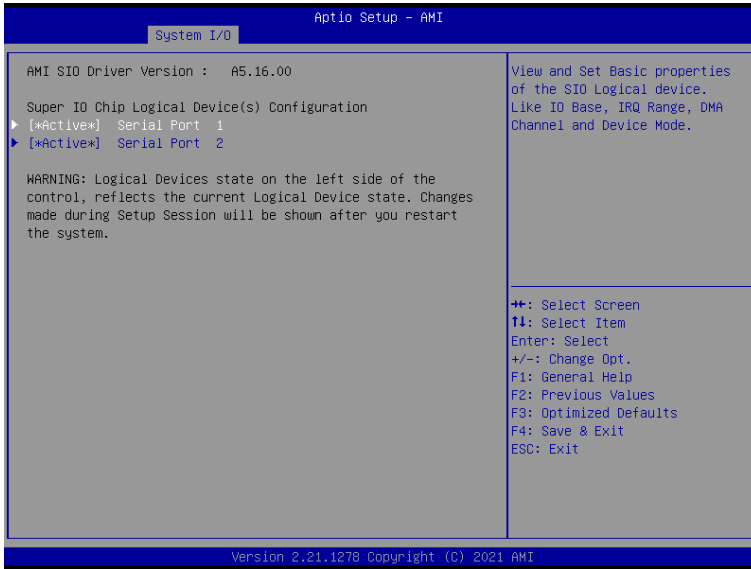 Aptio Setup – AMI
System I/O
AMI SIO Driver Version : A5.16.00
Super IO Chip Logical Device(s) Configuration
[*Active*] Serial Port 1
[*Active*] Serial Port 2
WARNING: Logical Devices state on the left side of the
control, reflects the current Logical Device state. Changes
made during Setup Session will be shown after you restart
the system.
View and Set Basic properties
of the SIO Logical device.
Like IO Base, IRQ Range, DMA
Channel and Device Mode.
→←: Select Screen
↑↓: Select Item
Enter: Select
+/-: Change Opt.
F1: General Help
F2: Previous Values
F3: Optimized Defaults
F4: Save & Exit
ESC: Exit
Version 2.21.1278 Copyright (C) 2021 AMI